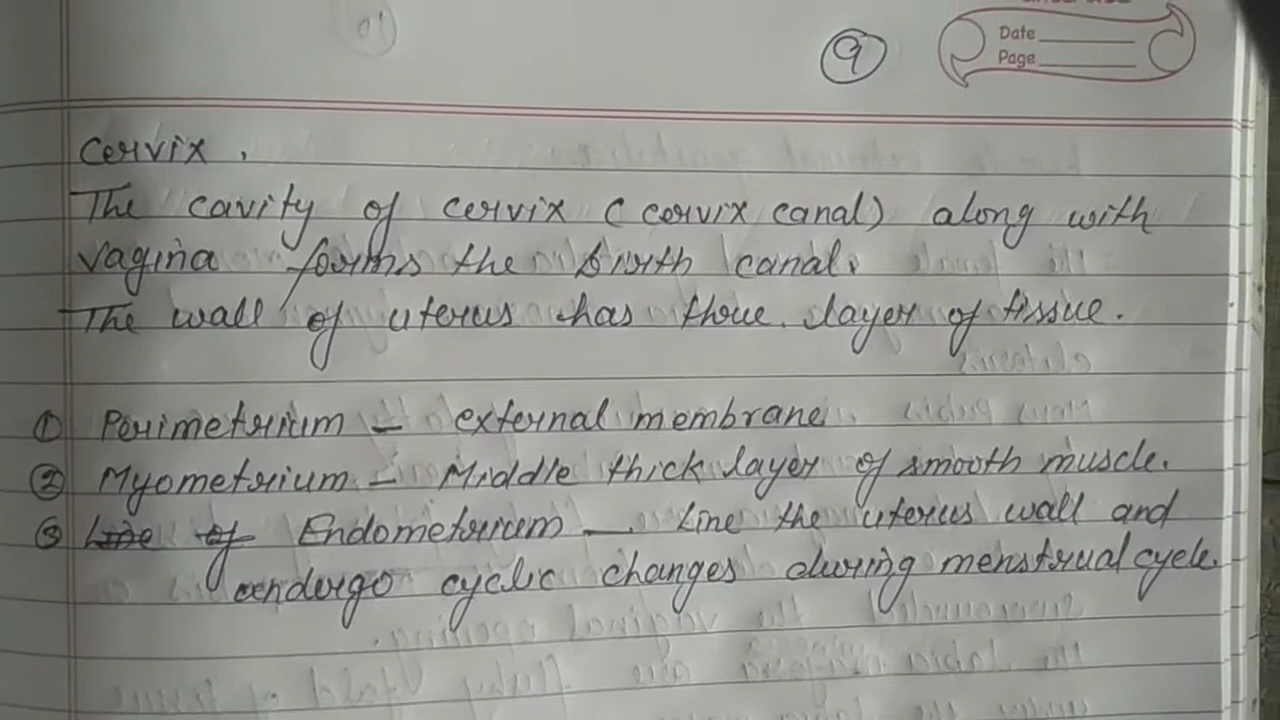 9
Date
Page
Cervix.
The cavity of cervix (cervix canal) along with
vagina forms the birth canal.
The wall of uterus has three layer of tissue.
① Perimetrium – external membrane.
② Myometrium – Middle thick layer of smooth muscle.
③ Line of Endometrium – Line the uterus wall and
undergo cyclic changes during menstrual cycle.